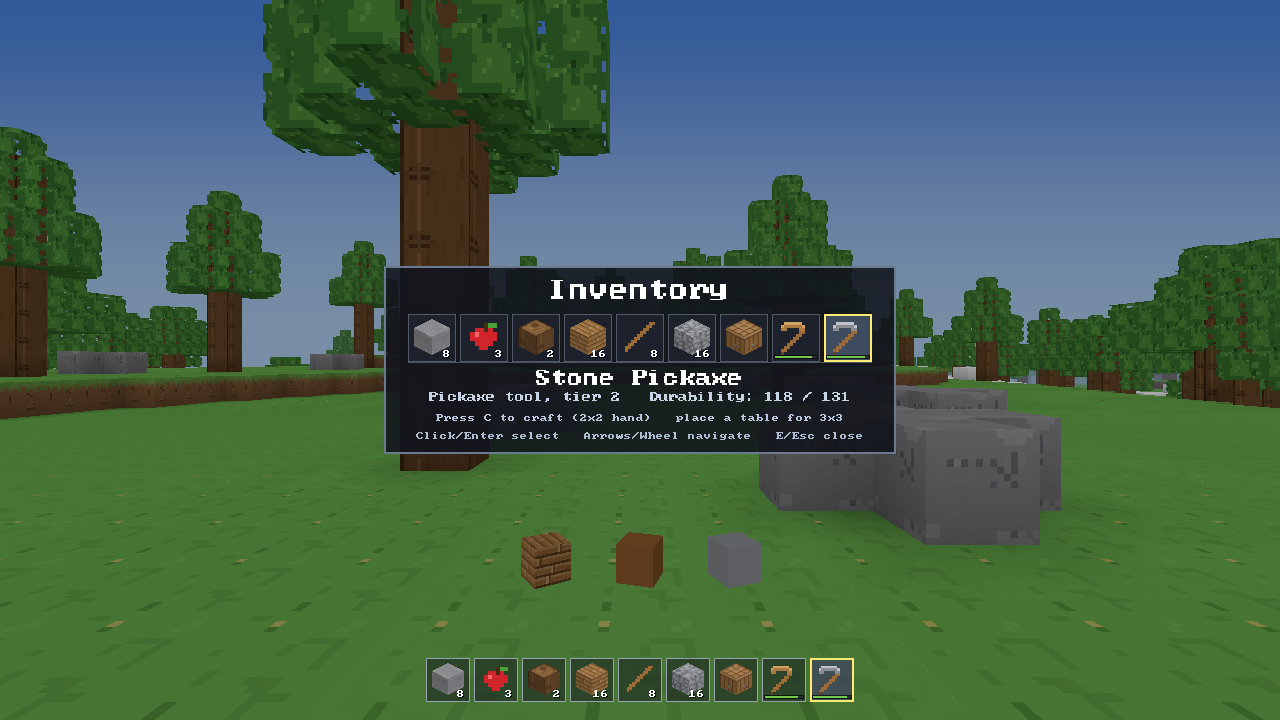 Inventory
8 3 2 16 8 16
Stone Pickaxe
Pickaxe tool, tier 2 Durability: 118 / 131
Press C to craft (2x2 hand) place a table for 3x3
Click/Enter select Arrows/Wheel navigate E/Esc close
8 3 2 16 8 16